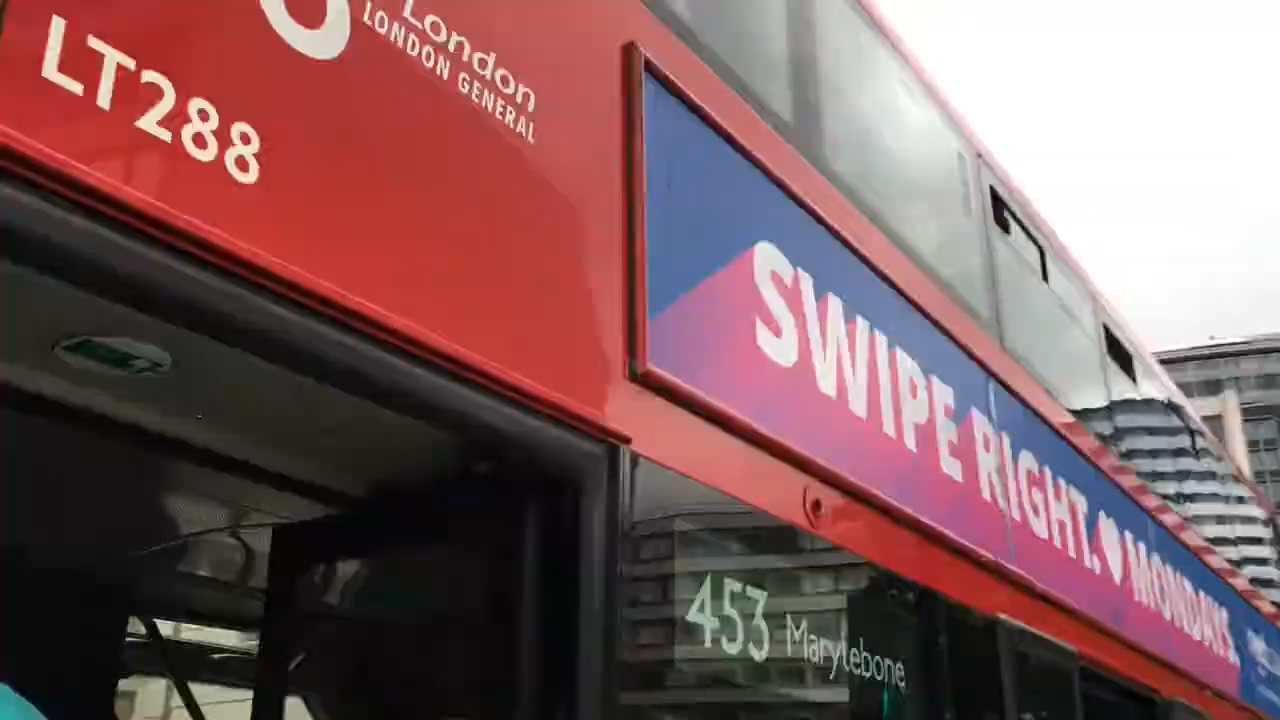 LT288
London
LONDON GENERAL
SWIPE RIGHT. ♥ MONDAYS.
453 Marylebone